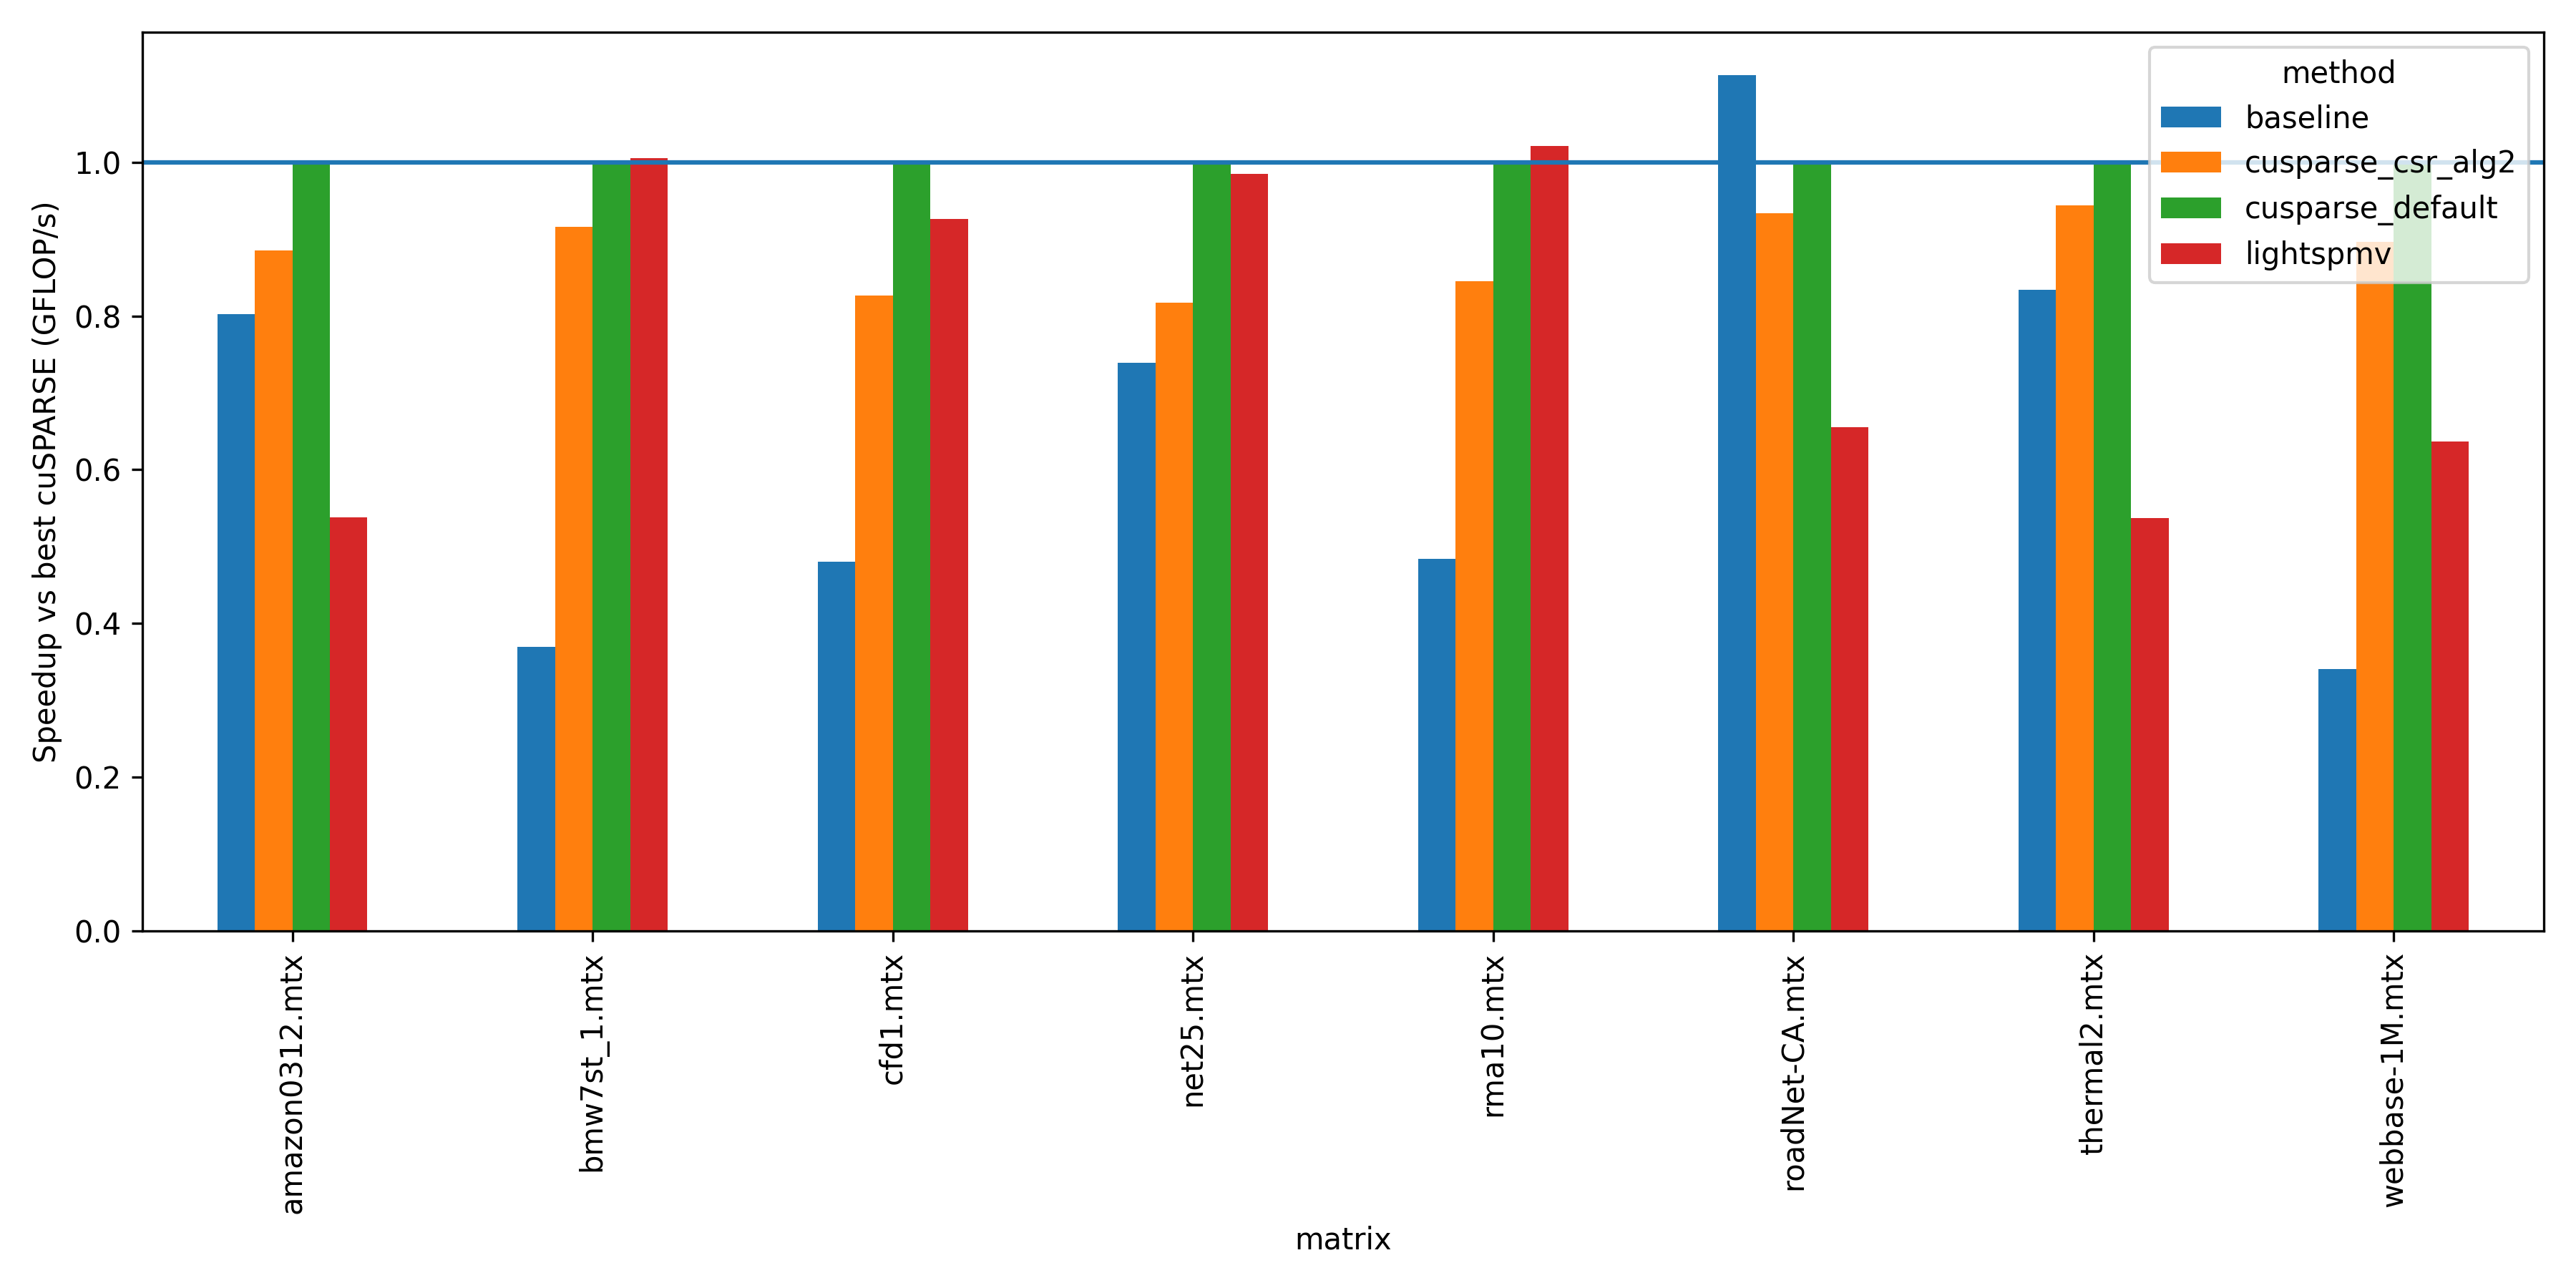 method
baseline
cusparse_csr_alg2
cusparse_default
lightspmv
Speedup vs best cuSPARSE (GFLOP/s)
1.0
0.8
0.6
0.4
0.2
0.0
amazon0312.mtx
bmw7st_1.mtx
cfd1.mtx
net25.mtx
rma10.mtx
roadNet-CA.mtx
thermal2.mtx
webbase-1M.mtx
matrix